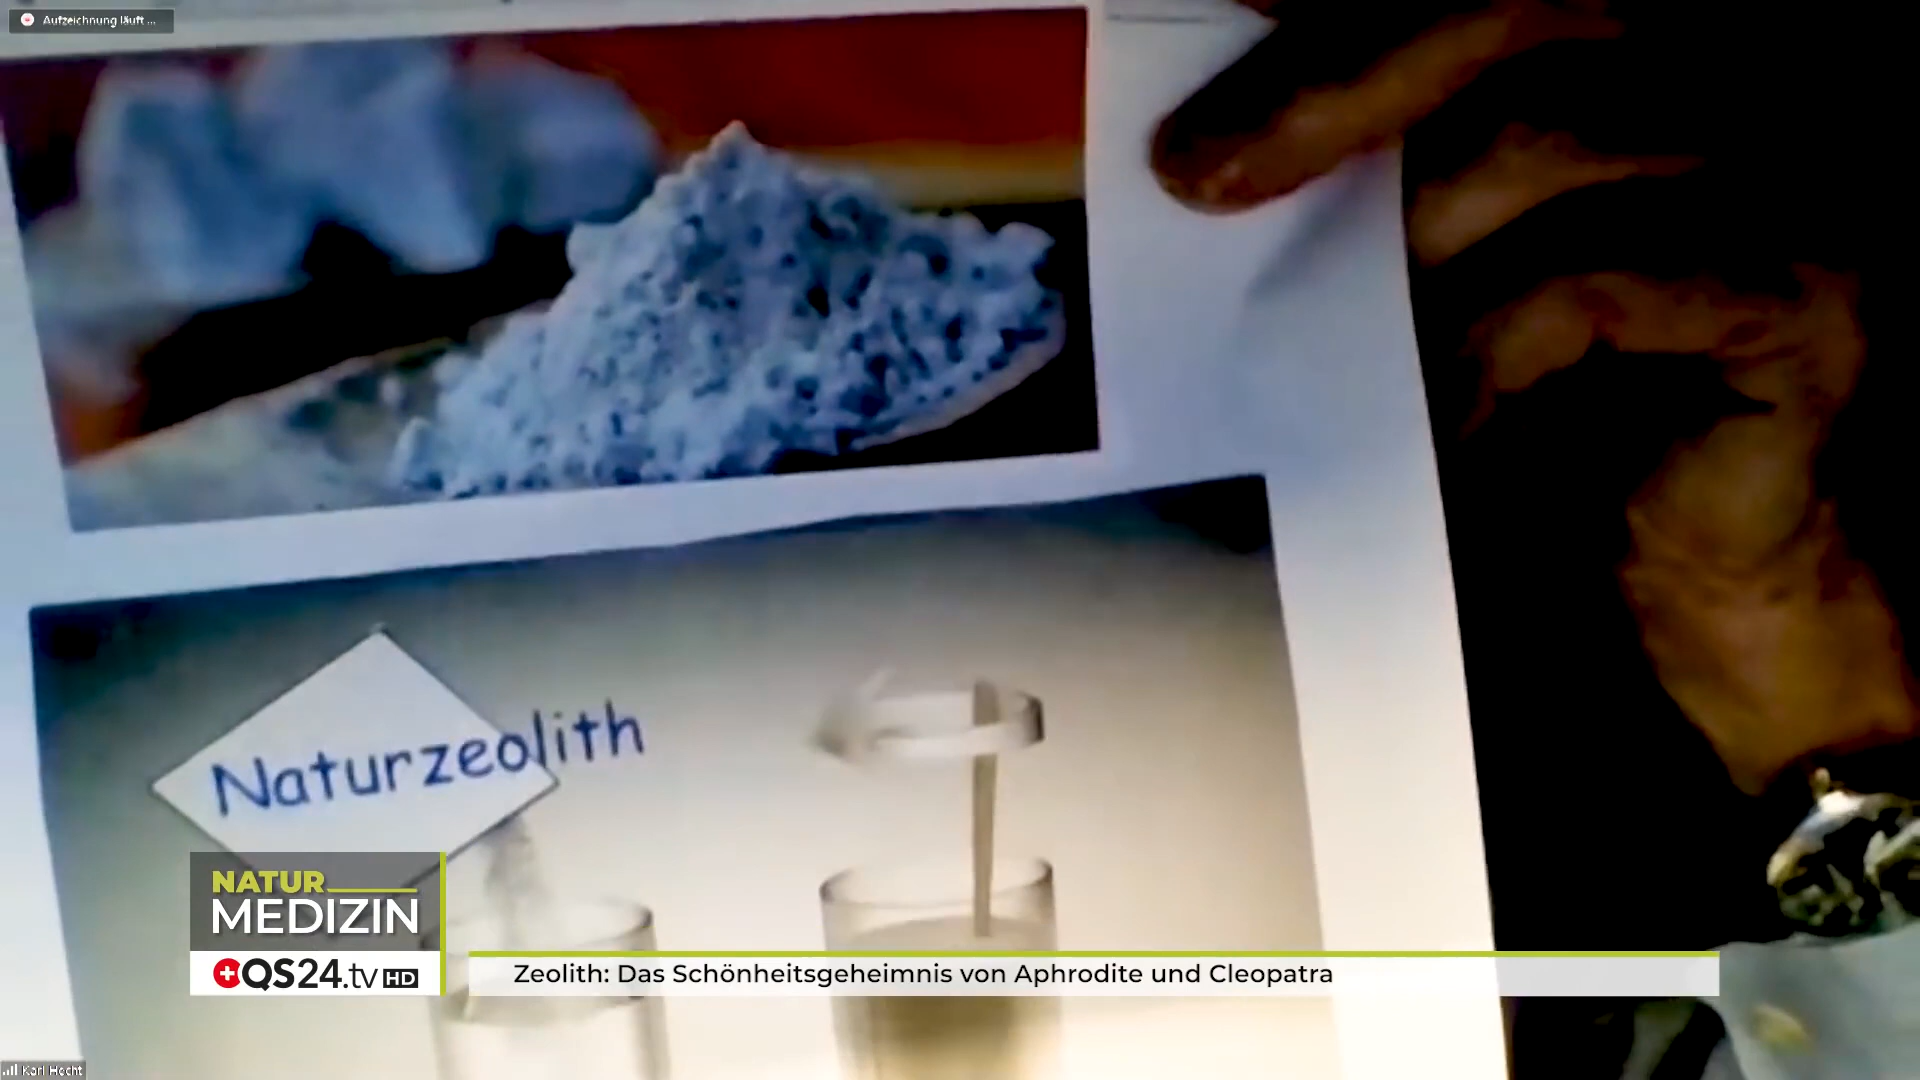 Aufzeichnung läuft ...
Naturzeolith
NATUR
MEDIZIN
QS24.tv HD
Zeolith: Das Schönheitsgeheimnis von Aphrodite und Cleopatra
Karl Hecht